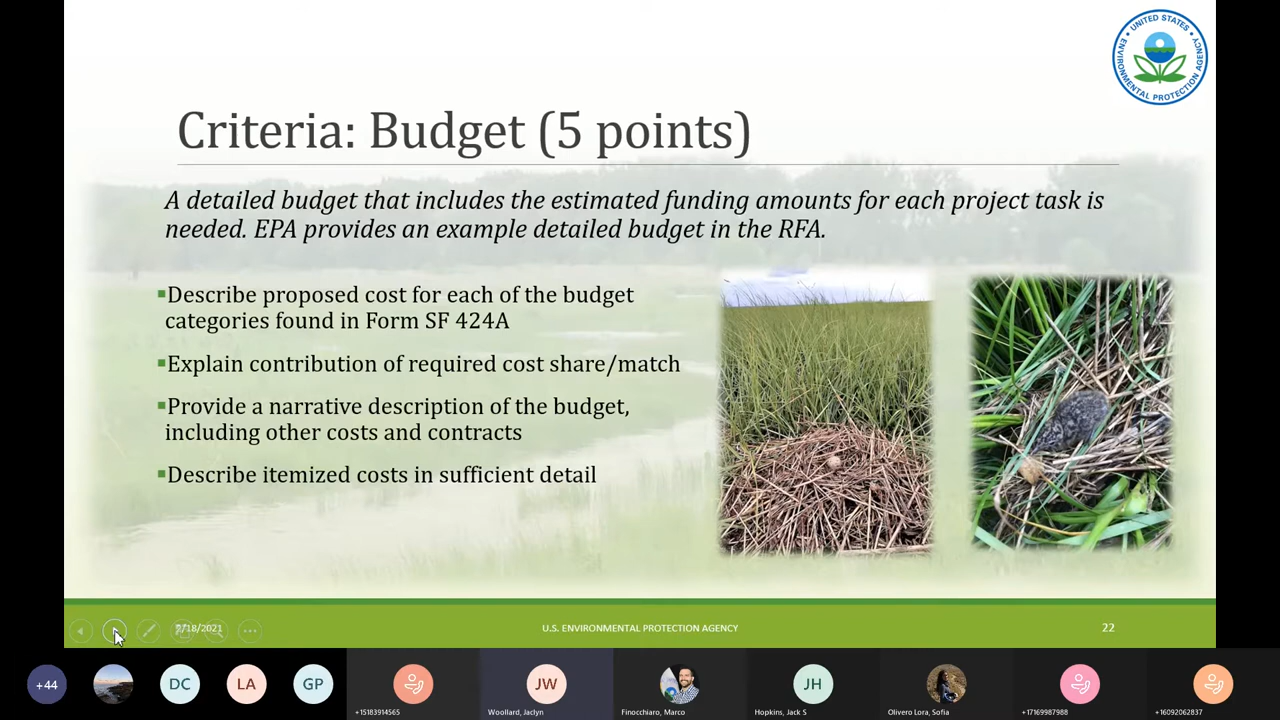 UNITED STATES
ENVIRONMENTAL PROTECTION AGENCY
Criteria: Budget (5 points)
A detailed budget that includes the estimated funding amounts for each project task is
needed. EPA provides an example detailed budget in the RFA.
Describe proposed cost for each of the budget
categories found in Form SF 424A
Explain contribution of required cost share/match
Provide a narrative description of the budget,
including other costs and contracts
Describe itemized costs in sufficient detail
/18/2021
U.S. ENVIRONMENTAL PROTECTION AGENCY
22
+44
DC
LA
GP
JW
JH
+15183914565
Woollard, Jaclyn
Finocchiaro, Marco
Hopkins, Jack S
Olivero Lora, Sofia
+17169987988
+16092062837